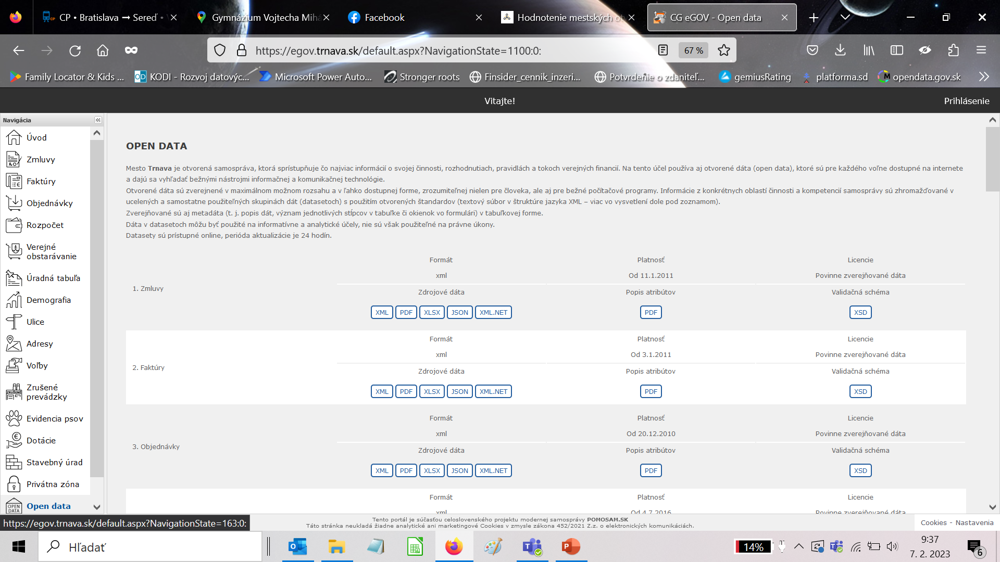 CP • Bratislava → Sereď •
Gymnázium Vojtecha Mihá
Facebook
Hodnotenie mestských otv
CG eGOV - Open data
https://egov.trnava.sk/default.aspx?NavigationState=1100:0:
67 %
Family Locator & Kids ...
KODI - Rozvoj datovýc...
Microsoft Power Auto...
Stronger roots
Finsider_cennik_inzeri...
Potvrdenie o zdaniteľ...
gemiusRating
platforma.sd
opendata.gov.sk
Vitajte!
Prihlásenie
Navigácia
Úvod
Zmluvy
Faktúry
Objednávky
Rozpočet
Verejné
obstarávanie
Úradná tabuľa
Demografia
Ulice
Adresy
Voľby
ZRUŠENÉ
Zrušené
prevádzky
Evidencia psov
Dotácie
Stavebný úrad
Privátna zóna
OPEN
DATA
Open data
OPEN DATA
Mesto Trnava je otvorená samospráva, ktorá sprístupňuje čo najviac informácií o svojej činnosti, rozhodnutiach, pravidlách a tokoch verejných financií. Na tento účel používa aj otvorené dáta (open data), ktoré sú pre každého voľne dostupné na internete
a dajú sa vyhľadať bežnými nástrojmi informačnej a komunikačnej technológie.
Otvorené dáta sú zverejnené v maximálnom možnom rozsahu a v ľahko dostupnej forme, zrozumiteľnej nielen pre človeka, ale aj pre bežné počítačové programy. Informácie z konkrétnych oblastí činnosti a kompetencií samosprávy sú zhromažďované v
ucelených a samostatne použiteľných skupinách dát (datasetoch) s použitím otvorených štandardov (textový súbor v štruktúre jazyka XML – viac vo vysvetlení dole pod zoznamom).
Zverejňované sú aj metadáta (t. j. popis dát, význam jednotlivých stĺpcov v tabuľke či okienok vo formulári) v tabuľkovej forme.
Dáta v datasetoch môžu byť použité na informatívne a analytické účely, nie sú však použiteľné na právne úkony.
Datasety sú prístupné online, perióda aktualizácie je 24 hodín.
Formát Platnosť Licencie
xml Od 11.1.2011 Povinne zverejňované dáta
1. Zmluvy
Zdrojové dáta Popis atribútov Validačná schéma
XML PDF XLSX JSON XML.NET PDF XSD
Formát Platnosť Licencie
xml Od 3.1.2011 Povinne zverejňované dáta
2. Faktúry
Zdrojové dáta Popis atribútov Validačná schéma
XML PDF XLSX JSON XML.NET PDF XSD
Formát Platnosť Licencie
xml Od 20.12.2010 Povinne zverejňované dáta
3. Objednávky
Zdrojové dáta Popis atribútov Validačná schéma
XML PDF XLSX JSON XML.NET PDF XSD
Formát Platnosť Licencie
xml Od 4.7.2016 Povinne zverejňované dáta
https://egov.trnava.sk/default.aspx?NavigationState=163:0:
Tento portál je súčasťou celoslovenského projektu modernej samosprávy POMOSAM.SK
Táto stránka neukladá žiadne analytické ani marketingové Cookies v zmysle zákona 452/2021 Z.z. o elektronických komunikáciách.
Cookies - Nastavenia
Hľadať
14%
9:37
7. 2. 2023
6